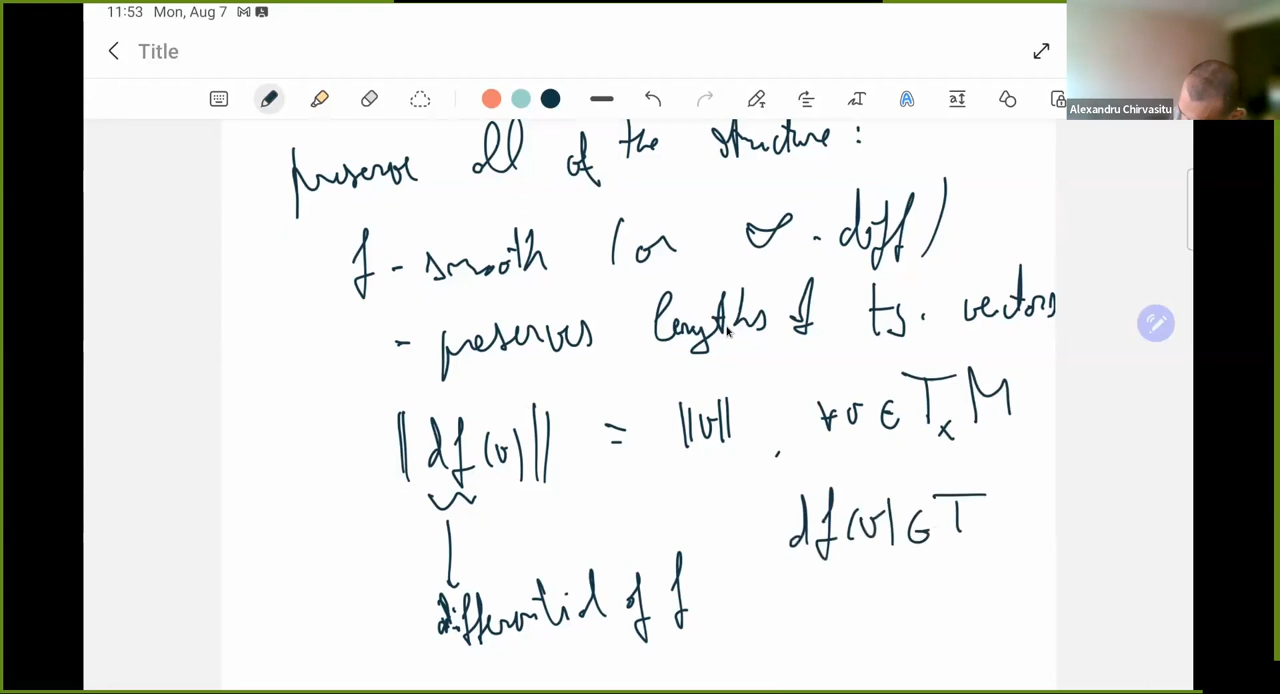 11:53 Mon, Aug 7
Title
Alexandru Chirvasitu
preserve all of the structure:
f - smooth (or ∞. diff)
- preserves lengths of tg. vectors
‖df(v)‖ = ‖v‖, ∀v ∈ TₓM
df(v) ∈ T
differential of f